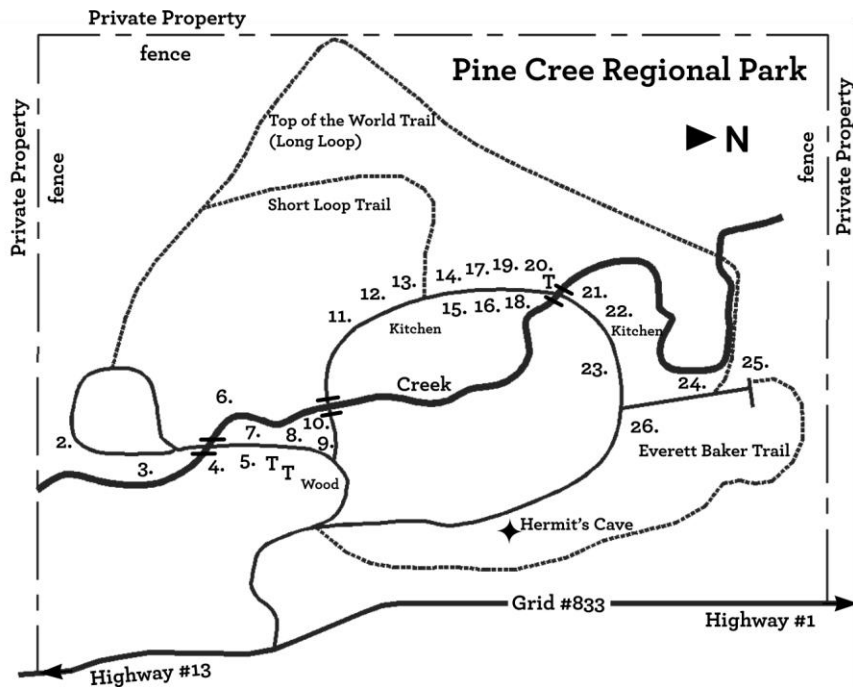 Private Property
fence
Pine Cree Regional Park
Private Property
fence
Top of the World Trail
(Long Loop)
N
fence
Private Property
Short Loop Trail
11.
12.
13.
14.
17.
19.
20.
T
21.
15.
16.
18.
22.
Kitchen
Kitchen
23.
24.
25.
Creek
6.
10.
2.
3.
4.
5.
7.
8.
9.
T
T
Wood
26.
Everett Baker Trail
Hermit's Cave
Grid #833
Highway #1
Highway #13